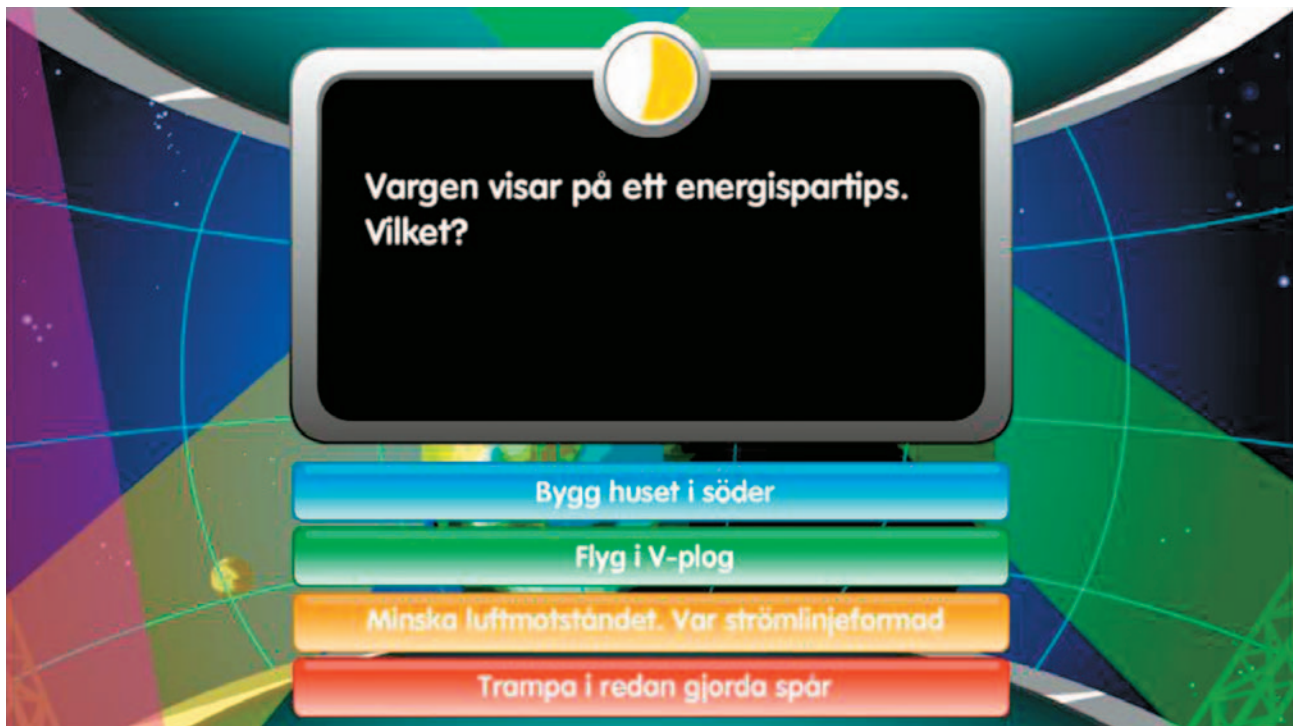 Vargen visar på ett energispartips.
Vilket?
Bygg huset i söder
Flyg i V-plog
Minska luftmotståndet. Var strömlinjeformad
Trampa i redan gjorda spår